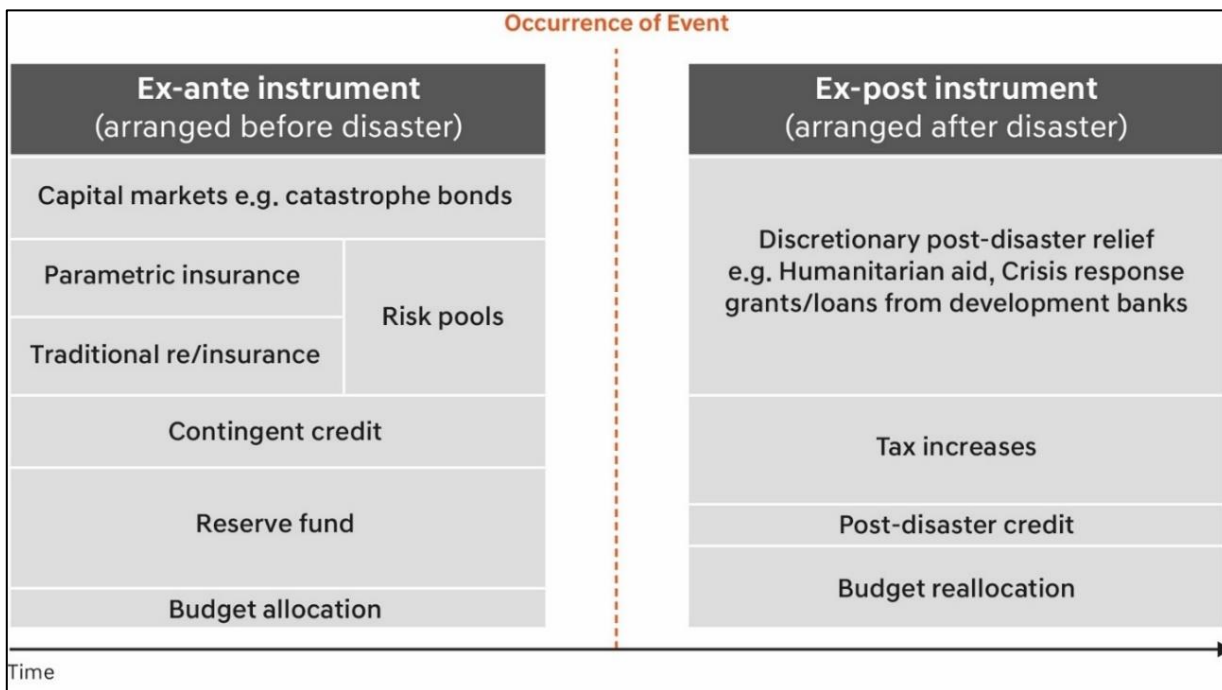 Occurrence of Event
Ex-ante instrument
(arranged before disaster)
Capital markets e.g. catastrophe bonds
Parametric insurance
Risk pools
Traditional re/insurance
Contingent credit
Reserve fund
Budget allocation
Ex-post instrument
(arranged after disaster)
Discretionary post-disaster relief
e.g. Humanitarian aid, Crisis response
grants/loans from development banks
Tax increases
Post-disaster credit
Budget reallocation
Time